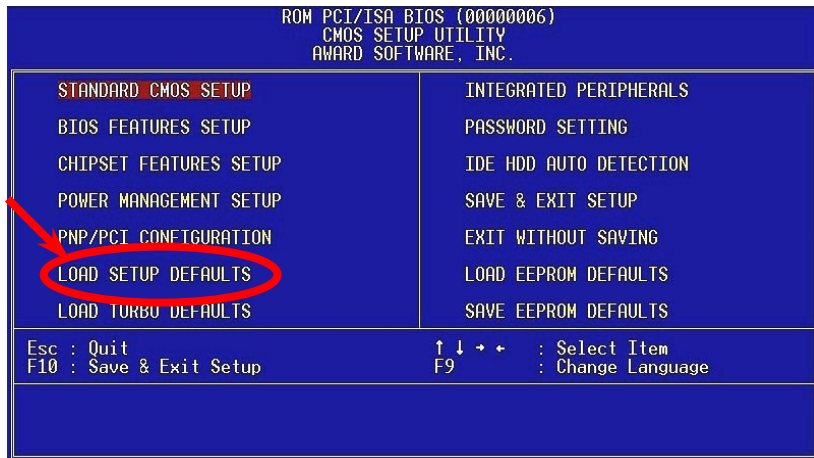 ROM PCI/ISA BIOS (00000006)
CMOS SETUP UTILITY
AWARD SOFTWARE, INC.
STANDARD CMOS SETUP
BIOS FEATURES SETUP
CHIPSET FEATURES SETUP
POWER MANAGEMENT SETUP
PNP/PCI CONFIGURATION
LOAD SETUP DEFAULTS
LOAD TURBO DEFAULTS
INTEGRATED PERIPHERALS
PASSWORD SETTING
IDE HDD AUTO DETECTION
SAVE & EXIT SETUP
EXIT WITHOUT SAVING
LOAD EEPROM DEFAULTS
SAVE EEPROM DEFAULTS
Esc : Quit
F10 : Save & Exit Setup
↑ ↓ → ← : Select Item
F9 : Change Language